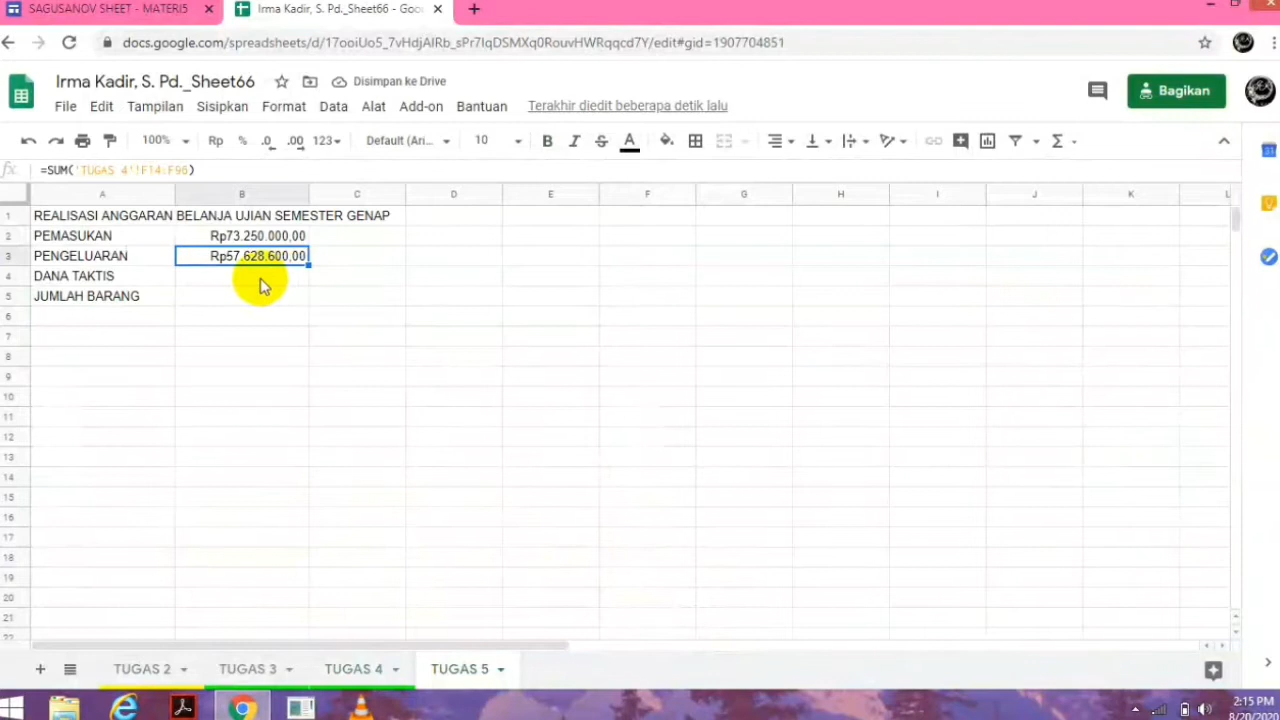 SAGUSANOV SHEET - MATERI5 × Irma Kadir, S. Pd._Sheet66 - Goo × +
docs.google.com/spreadsheets/d/17ooiUo5_7vHdjAIRb_sPr7IqDSMXq0RouvHWRqqcd7Y/edit#gid=1907704851
Irma Kadir, S. Pd._Sheet66 Disimpan ke Drive
Bagikan
File Edit Tampilan Sisipkan Format Data Alat Add-on Bantuan Terakhir diedit beberapa detik lalu
100% Rp % .0 .00 123 Default (Ari... 10 B I S A Σ
fx =SUM('TUGAS 4'!F14:F96)
A B C D E F G H I J K L
1 REALISASI ANGGARAN BELANJA UJIAN SEMESTER GENAP
2 PEMASUKAN Rp73.250.000,00
3 PENGELUARAN Rp57.628.600,00
4 DANA TAKTIS
5 JUMLAH BARANG
6
7
8
9
10
11
12
13
14
15
16
17
18
19
20
21
22
+ TUGAS 2 TUGAS 3 TUGAS 4 TUGAS 5
2:15 PM
8/20/2020